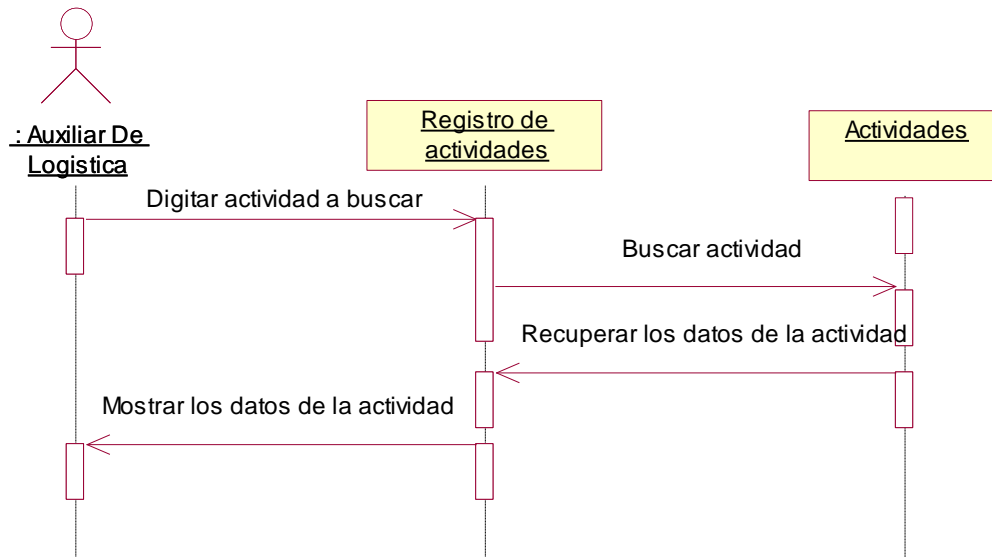 : Auxiliar De
Logistica
Registro de
actividades
Actividades
Digitar actividad a buscar
Buscar actividad
Recuperar los datos de la actividad
Mostrar los datos de la actividad